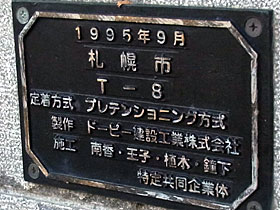 1995年9月
札幌市
T－8
定着方式 プレテンショニング方式
製作 ドーピー建設工業株式会社
施工 南香・王子・植本・鐘下
特定共同企業体